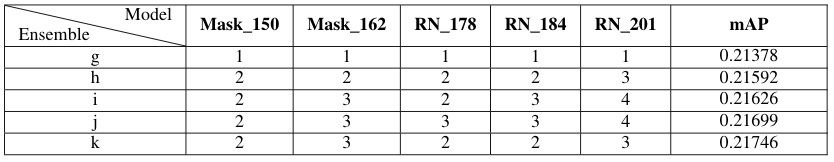 Model Ensemble Mask_150 Mask_162 RN_178 RN_184 RN_201 mAP
g 1 1 1 1 1 0.21378
h 2 2 2 2 3 0.21592
i 2 3 2 3 4 0.21626
j 2 3 3 3 4 0.21699
k 2 3 2 2 3 0.21746